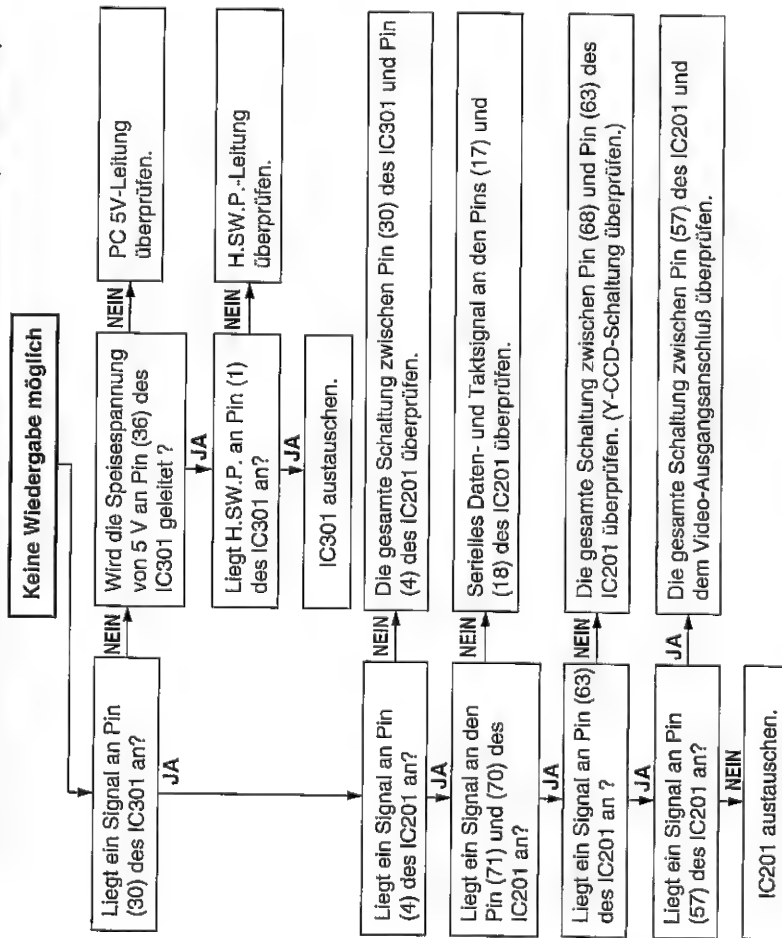 Keine Wiedergabe möglich
Liegt ein Signal an Pin
(30) des IC301 an?
NEIN
Wird die Speisespannung
von 5 V an Pin (36) des
IC301 geleitet ?
NEIN
PC 5V-Leitung
überprüfen.
JA
Liegt H.SW.P. an Pin (1)
des IC301 an?
NEIN
H.SW.P.-Leitung
überprüfen.
JA
IC301 austauschen.
JA
Liegt ein Signal an Pin
(4) des IC201 an?
NEIN
Die gesamte Schaltung zwischen Pin (30) des IC301 und Pin
(4) des IC201 überprüfen.
JA
Liegt ein Signal an den
Pin (71) und (70) des
IC201 an?
NEIN
Serielles Daten- und Taktsignal an den Pins (17) und
(18) des IC201 überprüfen.
JA
Liegt ein Signal an Pin (63)
des IC201 an ?
NEIN
Die gesamte Schaltung zwischen Pin (68) und Pin (63) des
IC201 überprüfen. (Y-CCD-Schaltung überprüfen.)
JA
Liegt ein Signal an Pin
(57) des IC201 an?
JA
Die gesamte Schaltung zwischen Pin (57) des IC201 und
dem Video-Ausgangsanschluß überprüfen.
NEIN
IC201 austauschen.